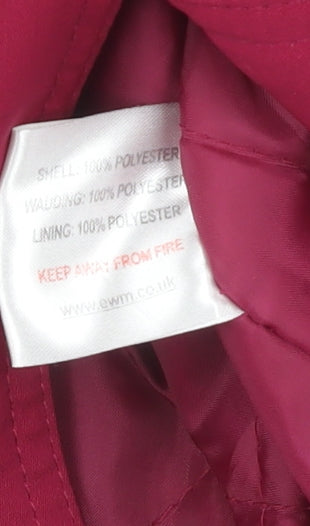 SHELL: 100% POLYESTER
WADDING: 100% POLYESTER
LINING: 100% POLYESTER
KEEP AWAY FROM FIRE
www.ewm.co.uk